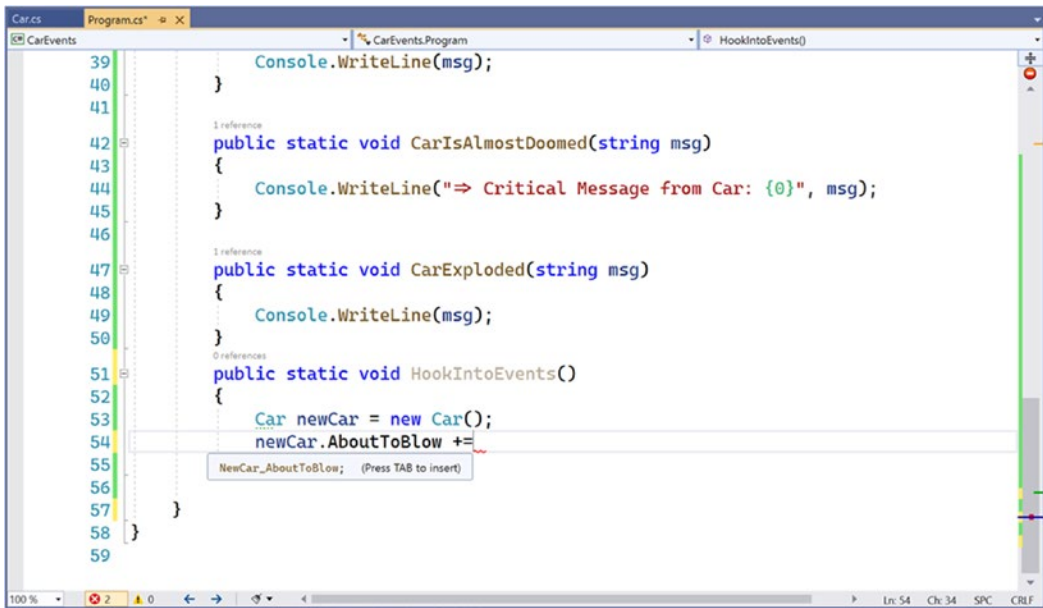 Car.cs Program.cs*
CarEvents CarEvents.Program HookIntoEvents()
39 Console.WriteLine(msg);
40 }
41
1 reference
42 public static void CarIsAlmostDoomed(string msg)
43 {
44 Console.WriteLine("=> Critical Message from Car: {0}", msg);
45 }
46
1 reference
47 public static void CarExploded(string msg)
48 {
49 Console.WriteLine(msg);
50 }
0 references
51 public static void HookIntoEvents()
52 {
53 Car newCar = new Car();
54 newCar.AboutToBlow +=
55 NewCar_AboutToBlow; (Press TAB to insert)
56
57 }
58 }
59
100 % 2 0 Ln: 54 Ch: 34 SPC CRLF